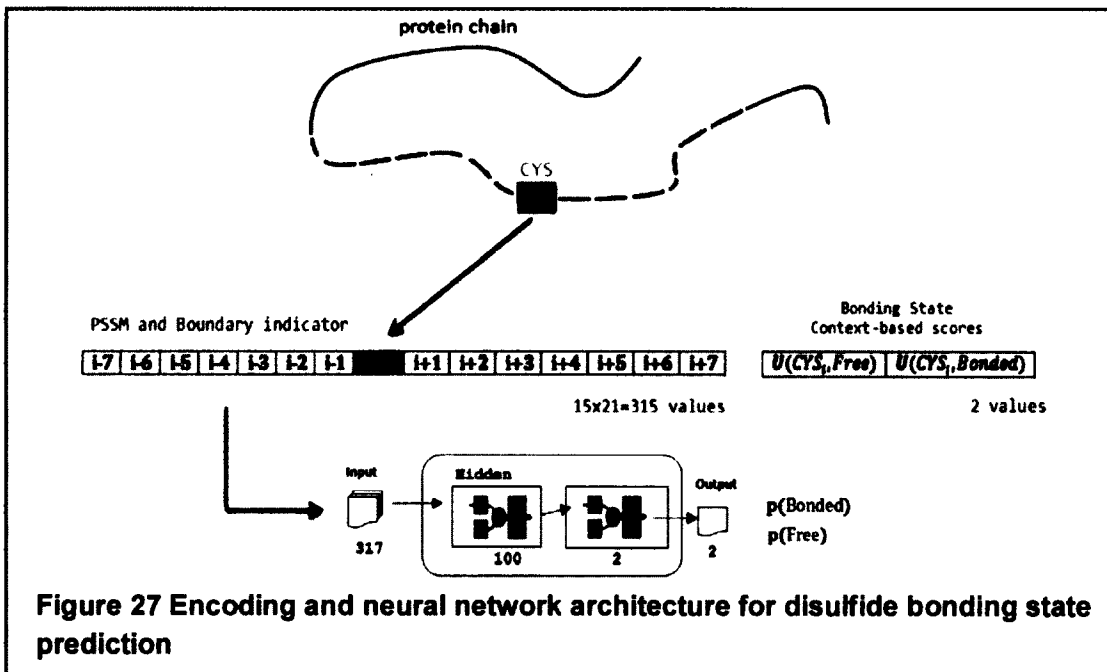 protein chain
CYS
PSSM and Boundary indicator
Bonding State
Context-based scores
i-7 i-6 i-5 i-4 i-3 i-2 i-1 i+1 i+2 i+3 i+4 i+5 i+6 i+7 U(CYSi,Free) U(CYSi,Bonded)
15x21=315 values 2 values
Input Hidden Output
p(Bonded)
p(Free)
317 100 2 2
Figure 27 Encoding and neural network architecture for disulfide bonding state
prediction